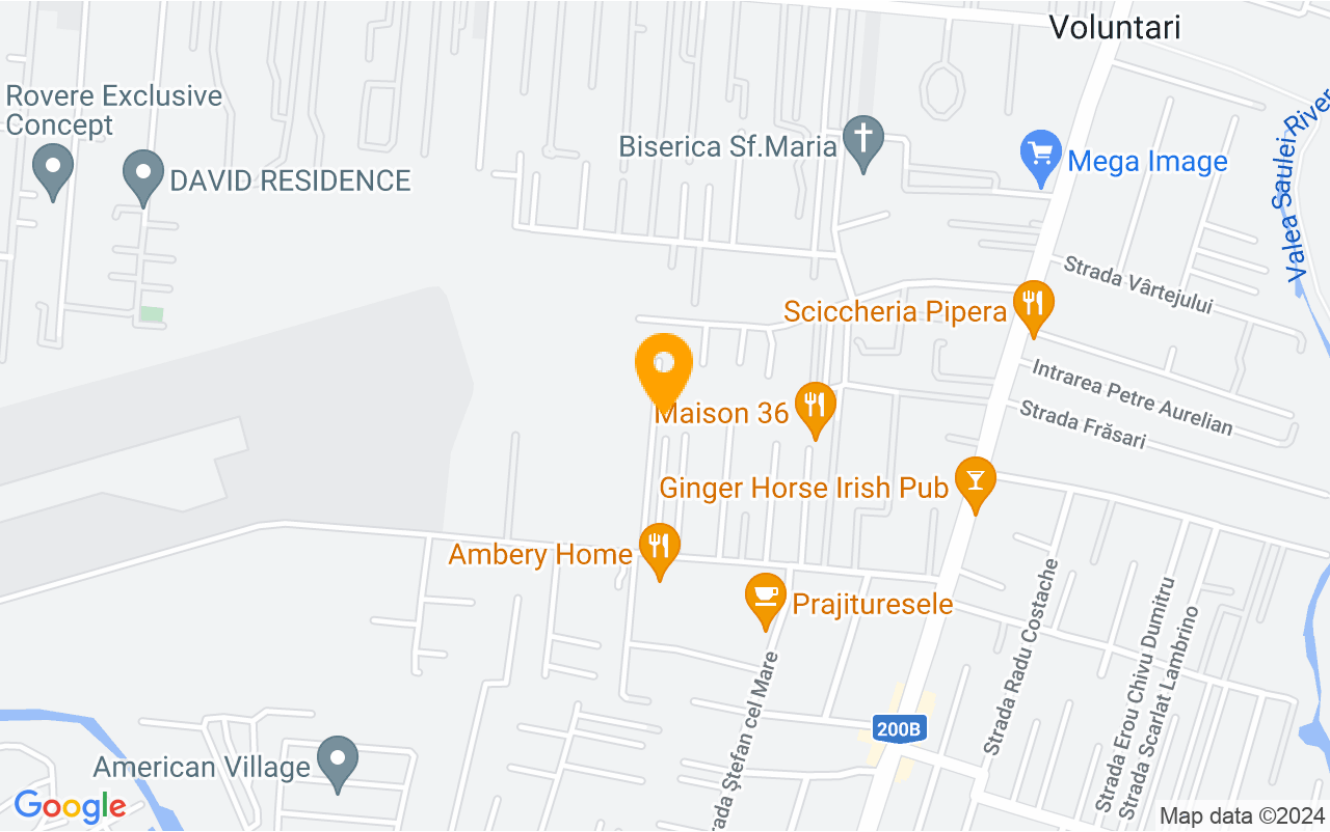 Voluntari
Rovere Exclusive
Concept
Biserica Sf.Maria
Mega Image
DAVID RESIDENCE
Valea Saulei River
Strada Vârtejului
Sciccheria Pipera
Intrarea Petre Aurelian
Maison 36
Strada Frăsari
Ginger Horse Irish Pub
Ambery Home
Prajituresele
Strada Radu Costache
Strada Erou Chivu Dumitru
Strada Scarlat Lambrino
rada Ștefan cel Mare
200B
American Village
Google
Map data ©2024